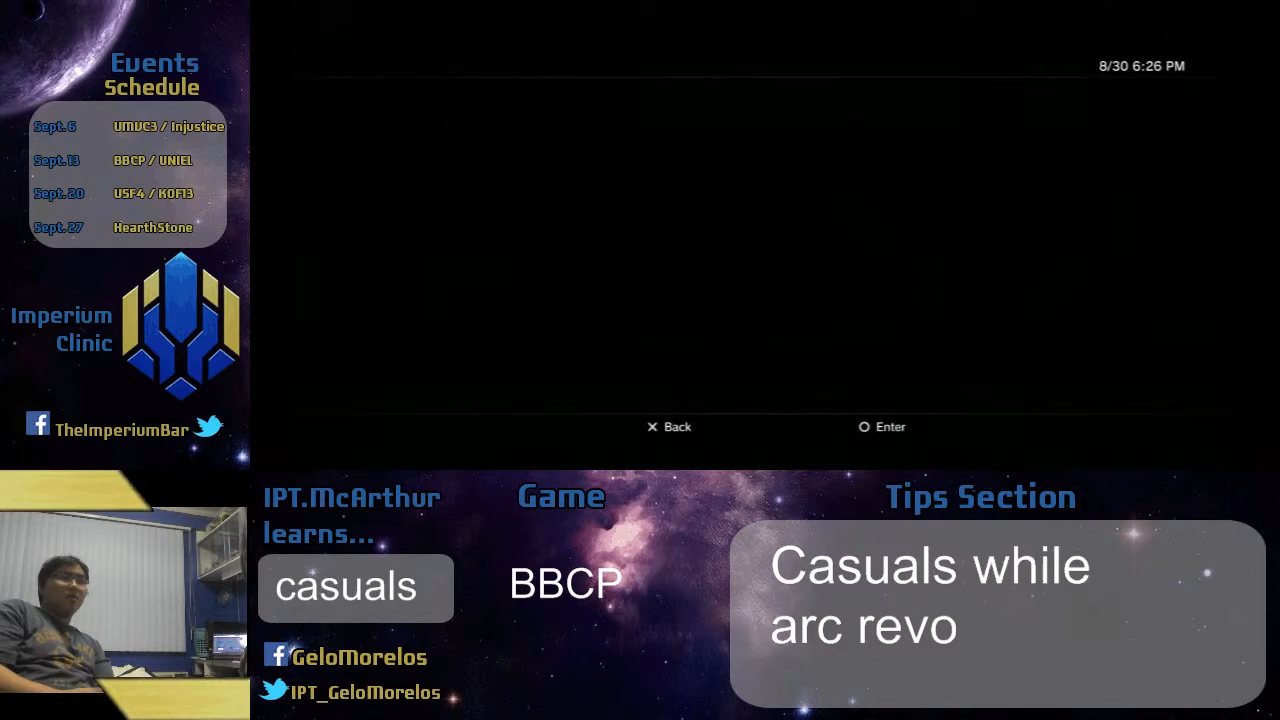 Events
Schedule
Sept. 6 UMVC3 / Injustice
Sept. 13 BBCP / UNIEL
Sept. 20 USF4 / KOF13
Sept. 27 HearthStone
Imperium
Clinic
TheImperiumBar
8/30 6:26 PM
Back Enter
IPT.McArthur
learns...
casuals
GeloMorelos
IPT_GeloMorelos
Game
BBCP
Tips Section
Casuals while
arc revo